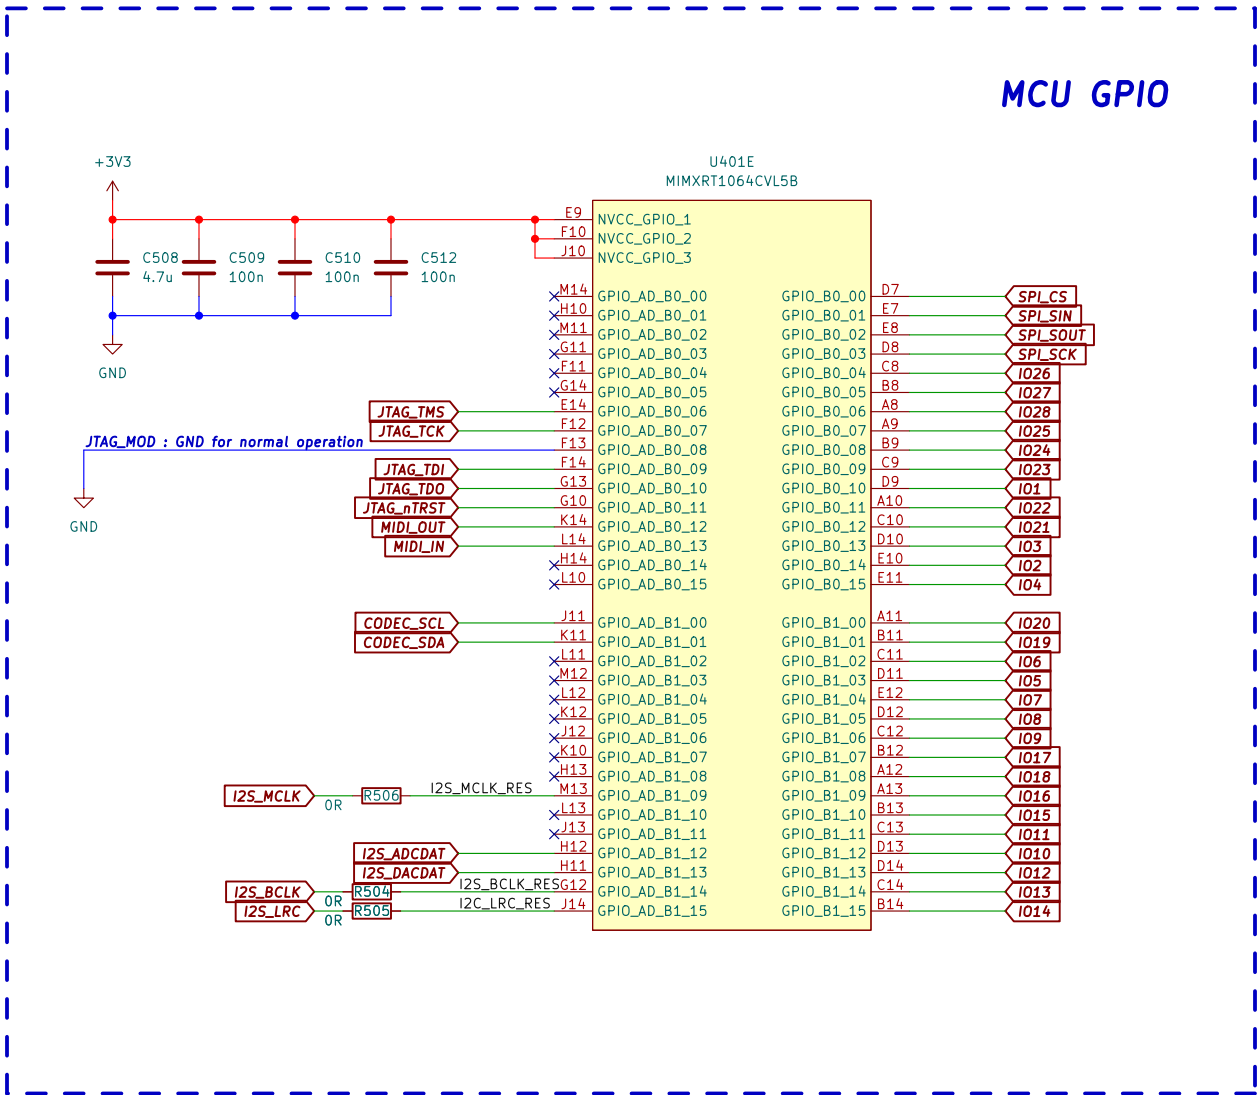 MCU GPIO
+3V3
U401E
MIMXRT1064CVL5B
C508
4.7u
C509
100n
C510
100n
C512
100n
GND
E9 NVCC_GPIO_1
F10 NVCC_GPIO_2
J10 NVCC_GPIO_3
M14 GPIO_AD_B0_00 GPIO_B0_00 D7 SPI_CS
H10 GPIO_AD_B0_01 GPIO_B0_01 E7 SPI_SIN
M11 GPIO_AD_B0_02 GPIO_B0_02 E8 SPI_SOUT
G11 GPIO_AD_B0_03 GPIO_B0_03 D8 SPI_SCK
F11 GPIO_AD_B0_04 GPIO_B0_04 C8 IO26
G14 GPIO_AD_B0_05 GPIO_B0_05 B8 IO27
JTAG_TMS E14 GPIO_AD_B0_06 GPIO_B0_06 A8 IO28
JTAG_TCK F12 GPIO_AD_B0_07 GPIO_B0_07 A9 IO25
JTAG_MOD : GND for normal operation F13 GPIO_AD_B0_08 GPIO_B0_08 B9 IO24
JTAG_TDI F14 GPIO_AD_B0_09 GPIO_B0_09 C9 IO23
JTAG_TDO G13 GPIO_AD_B0_10 GPIO_B0_10 D9 IO1
JTAG_nTRST G10 GPIO_AD_B0_11 GPIO_B0_11 A10 IO22
GND MIDI_OUT K14 GPIO_AD_B0_12 GPIO_B0_12 C10 IO21
MIDI_IN L14 GPIO_AD_B0_13 GPIO_B0_13 D10 IO3
H14 GPIO_AD_B0_14 GPIO_B0_14 E10 IO2
L10 GPIO_AD_B0_15 GPIO_B0_15 E11 IO4
CODEC_SCL J11 GPIO_AD_B1_00 GPIO_B1_00 A11 IO20
CODEC_SDA K11 GPIO_AD_B1_01 GPIO_B1_01 B11 IO19
L11 GPIO_AD_B1_02 GPIO_B1_02 C11 IO6
M12 GPIO_AD_B1_03 GPIO_B1_03 D11 IO5
L12 GPIO_AD_B1_04 GPIO_B1_04 E12 IO7
K12 GPIO_AD_B1_05 GPIO_B1_05 D12 IO8
J12 GPIO_AD_B1_06 GPIO_B1_06 C12 IO9
K10 GPIO_AD_B1_07 GPIO_B1_07 B12 IO17
H13 GPIO_AD_B1_08 GPIO_B1_08 A12 IO18
I2S_MCLK 0R R506 I2S_MCLK_RES M13 GPIO_AD_B1_09 GPIO_B1_09 A13 IO16
L13 GPIO_AD_B1_10 GPIO_B1_10 B13 IO15
J13 GPIO_AD_B1_11 GPIO_B1_11 C13 IO11
I2S_ADCDAT H12 GPIO_AD_B1_12 GPIO_B1_12 D13 IO10
I2S_DACDAT H11 GPIO_AD_B1_13 GPIO_B1_13 D14 IO12
I2S_BCLK 0R R504 I2S_BCLK_RES G12 GPIO_AD_B1_14 GPIO_B1_14 C14 IO13
I2S_LRC 0R R505 I2C_LRC_RES J14 GPIO_AD_B1_15 GPIO_B1_15 B14 IO14